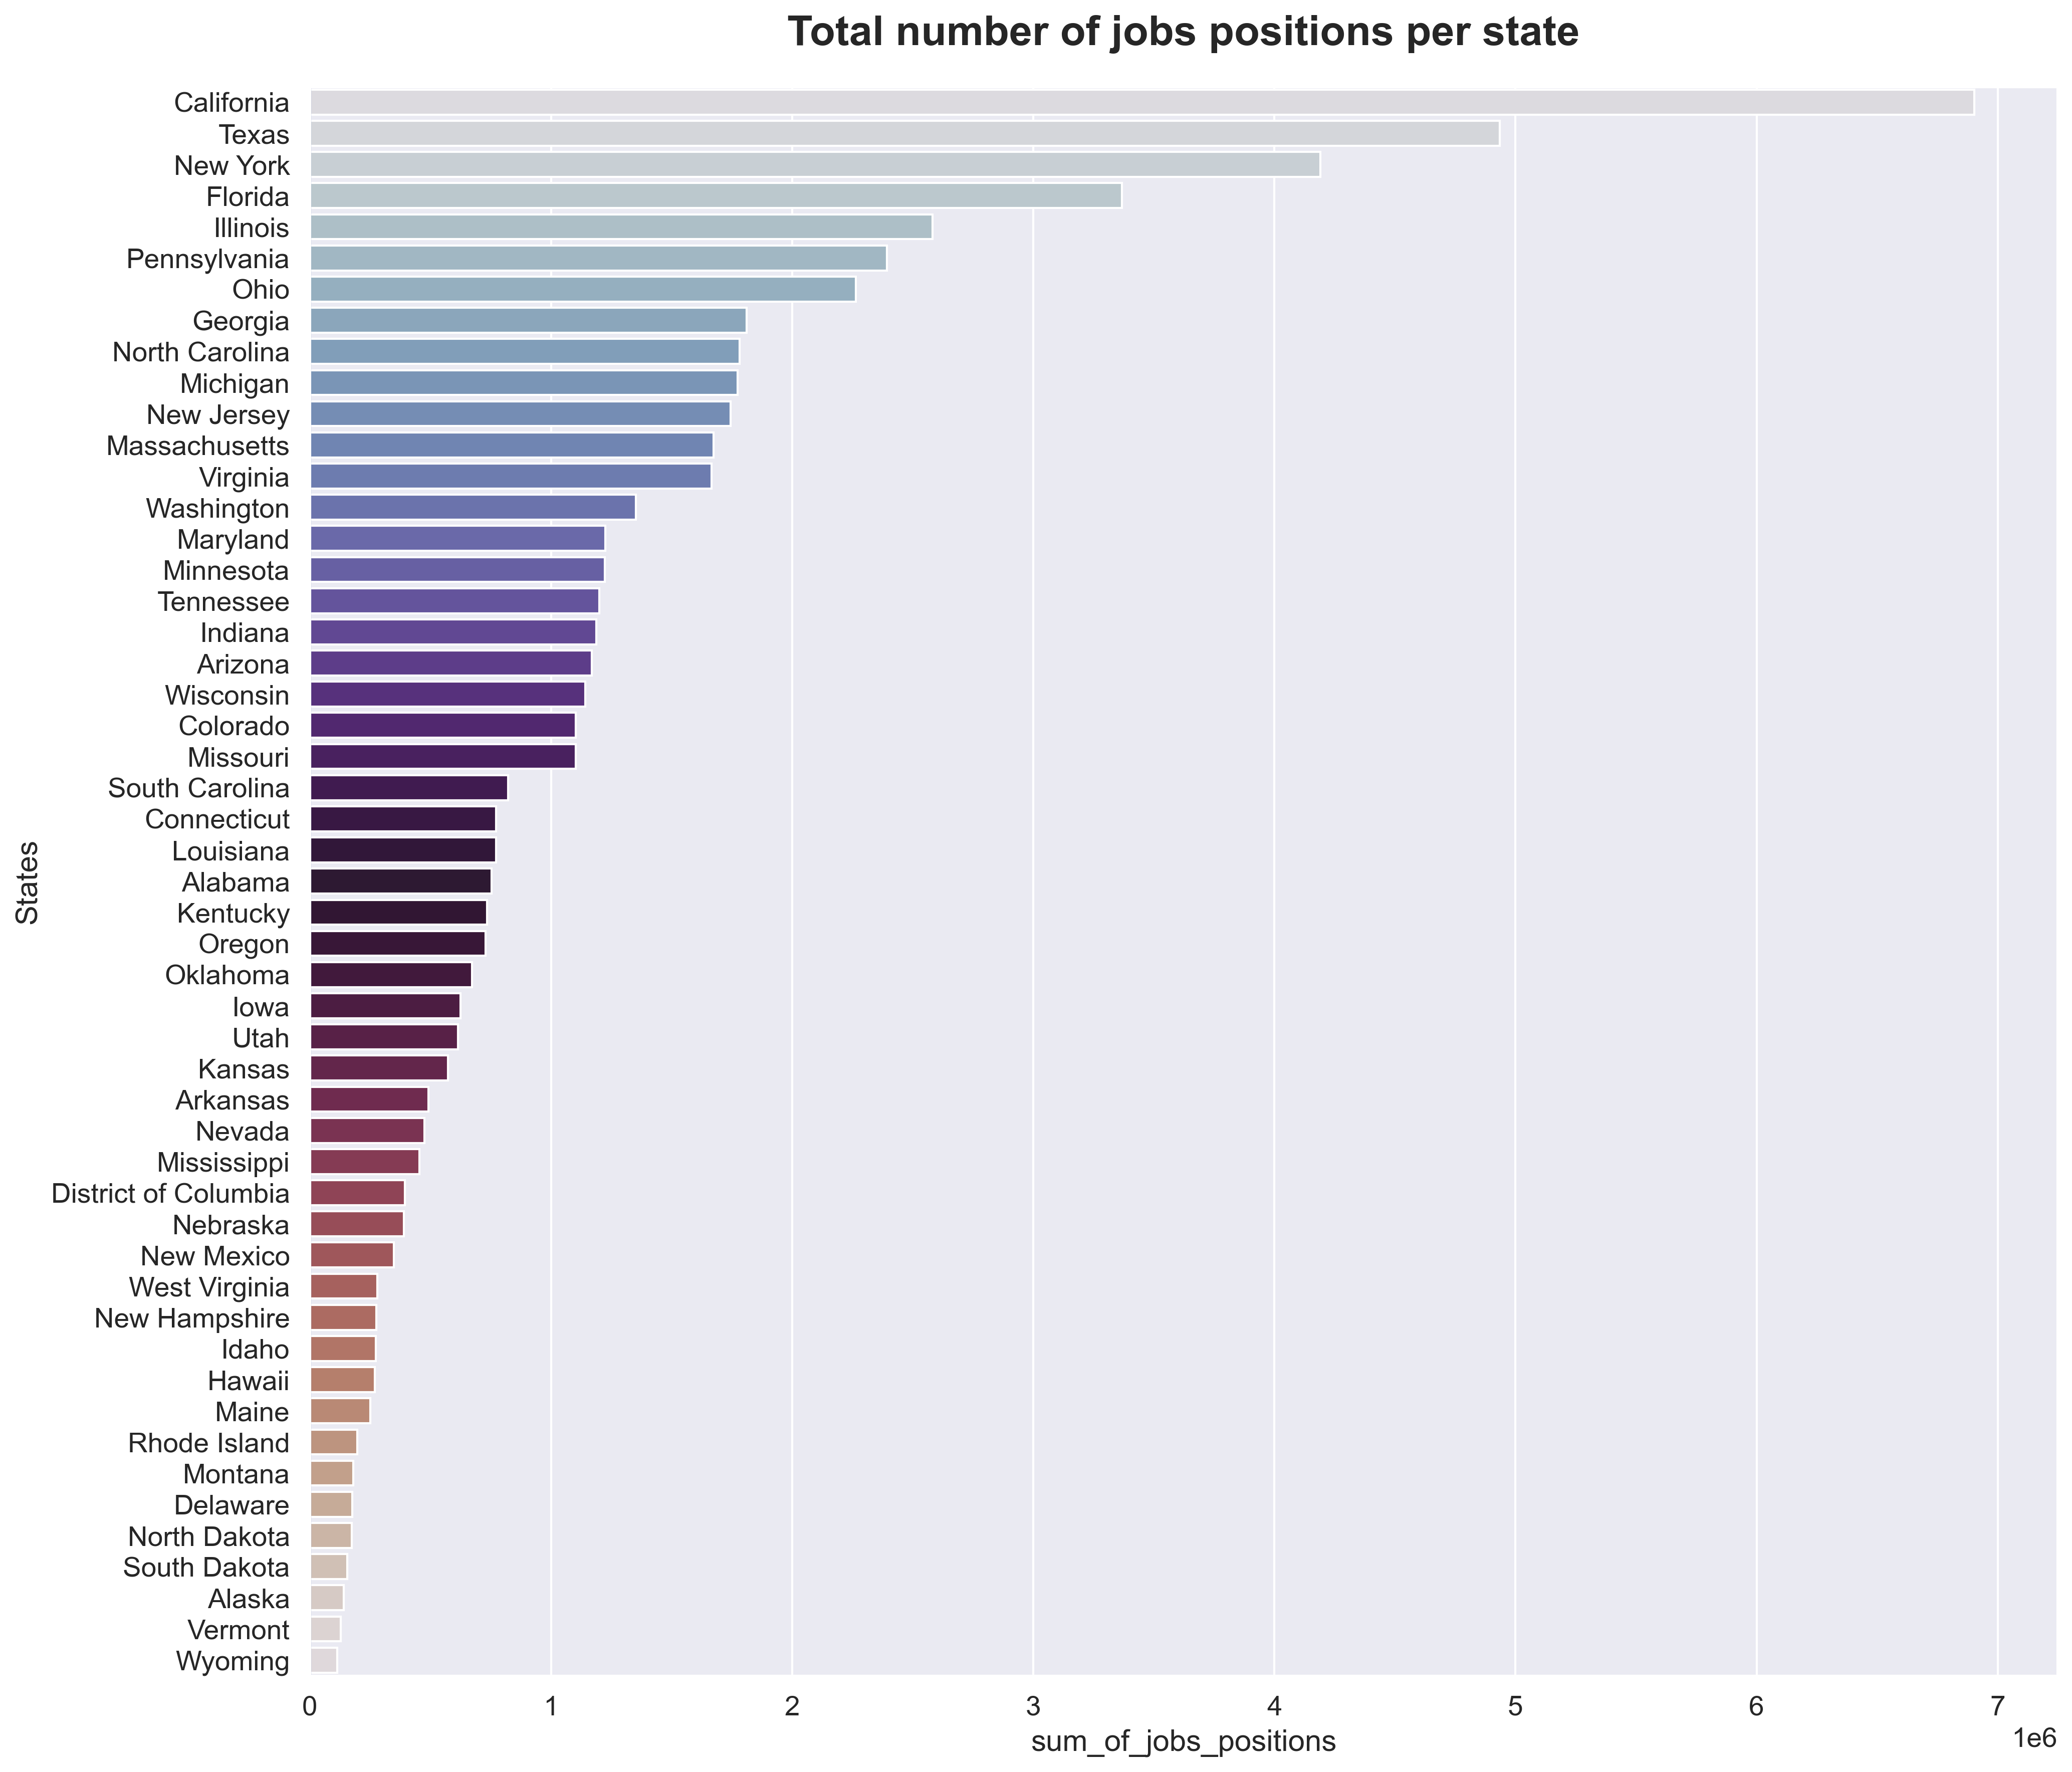 Total number of jobs positions per state
California
Texas
New York
Florida
Illinois
Pennsylvania
Ohio
Georgia
North Carolina
Michigan
New Jersey
Massachusetts
Virginia
Washington
Maryland
Minnesota
Tennessee
Indiana
Arizona
Wisconsin
Colorado
Missouri
South Carolina
Connecticut
Louisiana
Alabama
Kentucky
Oregon
Oklahoma
Iowa
Utah
Kansas
Arkansas
Nevada
Mississippi
District of Columbia
Nebraska
New Mexico
West Virginia
New Hampshire
Idaho
Hawaii
Maine
Rhode Island
Montana
Delaware
North Dakota
South Dakota
Alaska
Vermont
Wyoming
States
0 1 2 3 4 5 6 7
1e6
sum_of_jobs_positions